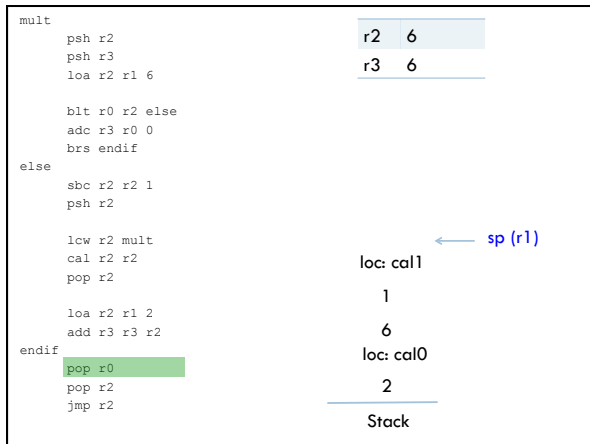 mult
psh r2
psh r3
loa r2 r1 6
blt r0 r2 else
adc r3 r0 0
brs endif
else
sbc r2 r2 1
psh r2
lcw r2 mult
cal r2 r2
pop r2
loa r2 r1 2
add r3 r3 r2
endif
pop r0
pop r2
jmp r2
r2 6
r3 6
sp (r1)
loc: cal1
1
6
loc: cal0
2
Stack